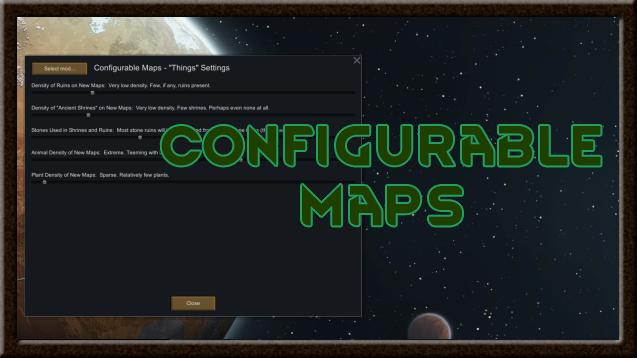 Select mod...
Configurable Maps - "Things" Settings
Density of Ruins on New Maps: Very low density. Few, if any, ruins present.
Density of "Ancient Shrines" on New Maps: Very low density. Few shrines. Perhaps even none at all.
Stones Used in Shrines and Ruins: Most stone ruins will
Animal Density of New Maps: Extreme. Teeming with
Plant Density of New Maps: Sparse. Relatively few plants.
CONFIGURABLE
MAPS
Close